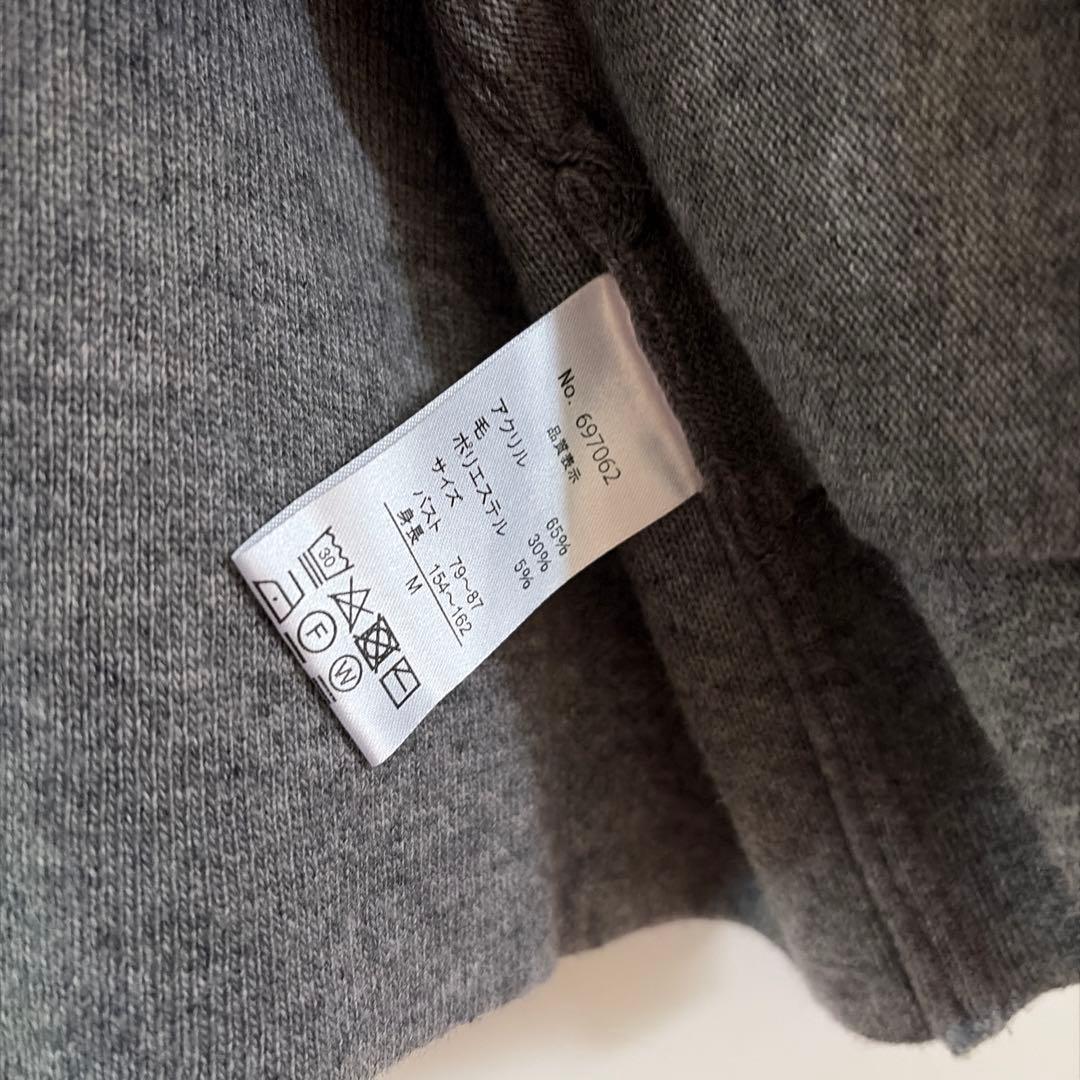 No. 697062
品質表示
アクリル 65%
毛 30%
ポリエステル 5%
サイズ
バスト 79〜87
身長 154〜162
M
30
F
W